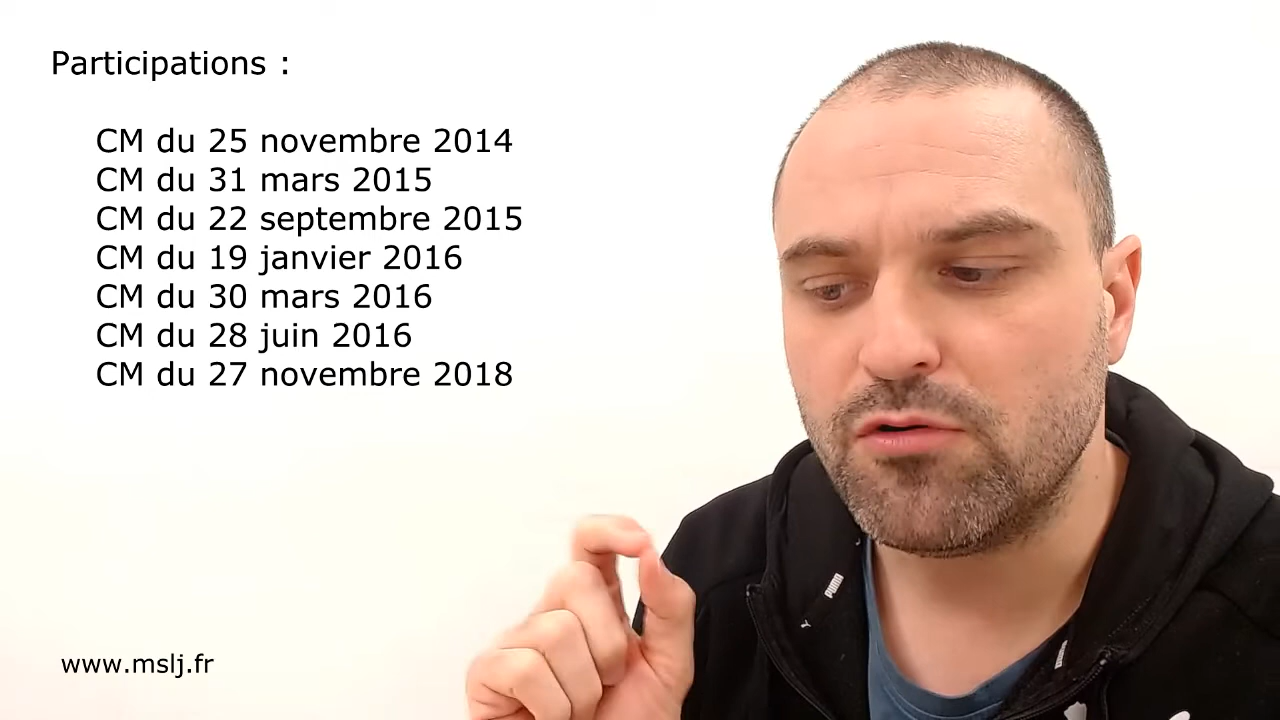 Participations :
CM du 25 novembre 2014
CM du 31 mars 2015
CM du 22 septembre 2015
CM du 19 janvier 2016
CM du 30 mars 2016
CM du 28 juin 2016
CM du 27 novembre 2018
www.mslj.fr
PUMA